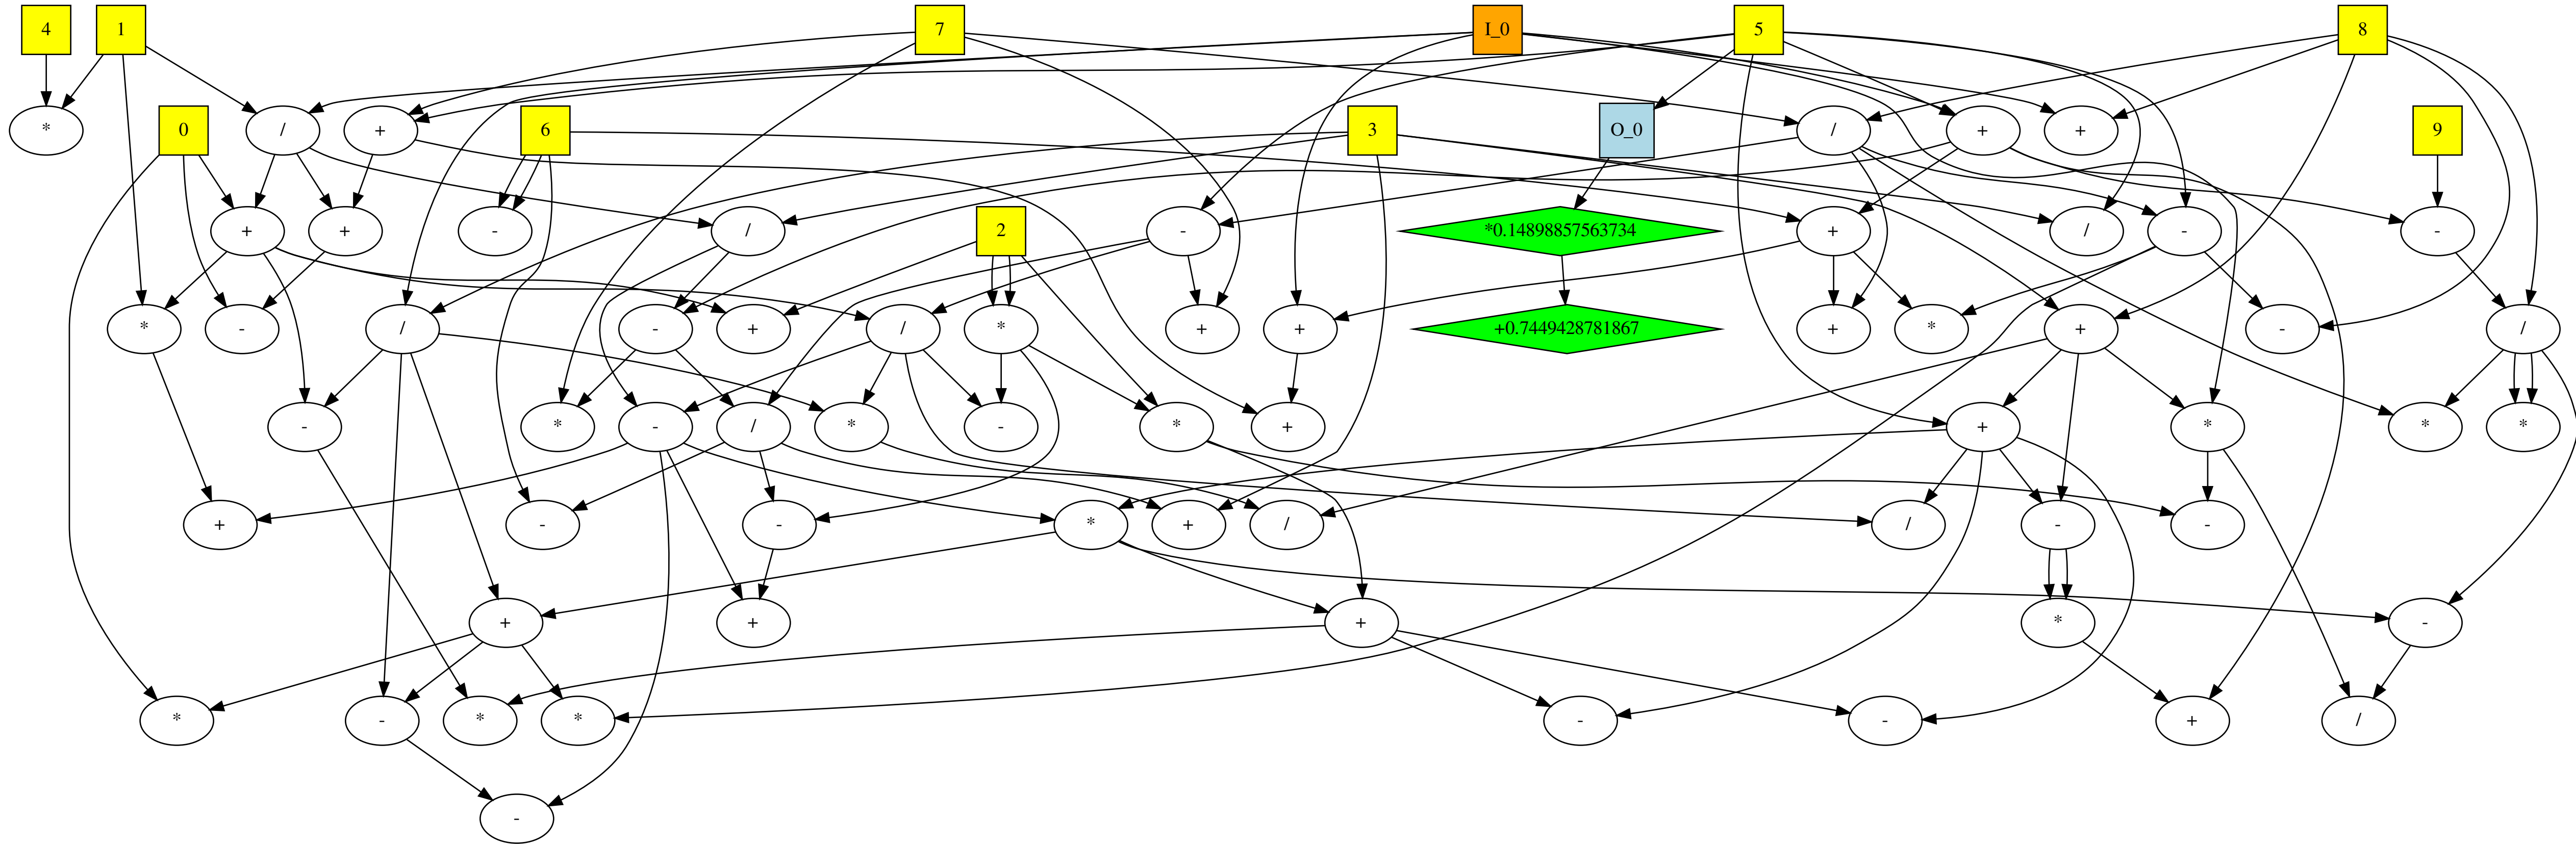 4 1 7 I_0 5 8
* 0 / + 6 3 O_0 / + + 9
+ + - / 2 - *0.14898857563734 + / - -
* - / - + / * + + +0.7449428781867 + * + - /
- * - / * - * + + * * *
+ - - * + / / - -
+ + + * -
* - * * - - + /
-